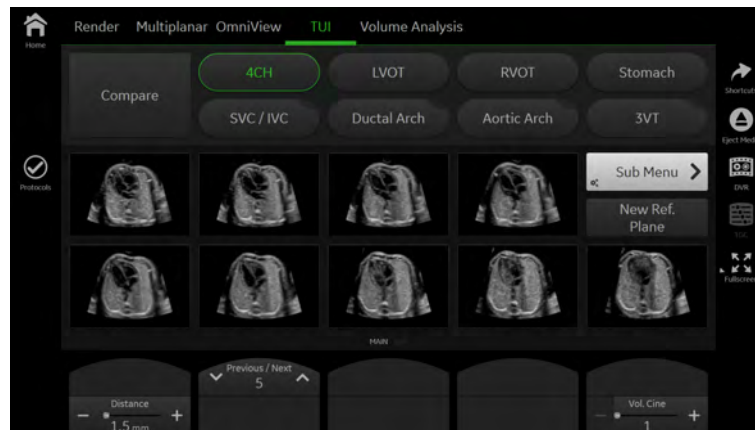 Home
Render Multiplanar OmniView TUI Volume Analysis
Compare
4CH LVOT RVOT Stomach
SVC / IVC Ductal Arch Aortic Arch 3VT
Shortcuts
Eject Media
Protocols
DVR
Sub Menu
New Ref.
Plane
Fullscreen
MAIN
Previous / Next
5
Distance
1.5 mm
Vol. Cine
1